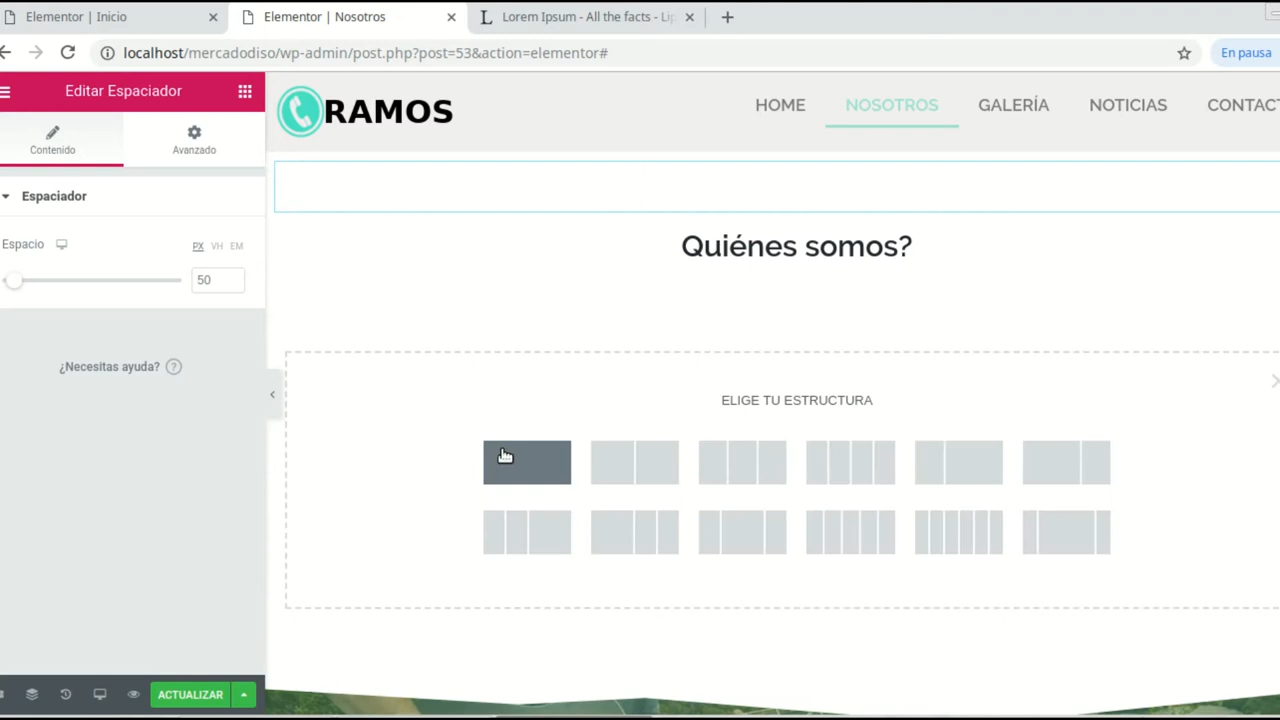 Elementor | Inicio
Elementor | Nosotros
Lorem Ipsum - All the facts - Lip
localhost/mercadodiso/wp-admin/post.php?post=53&action=elementor#
En pausa
Editar Espaciador
RAMOS
HOME NOSOTROS GALERÍA NOTICIAS CONTACT
Contenido Avanzado
Espaciador
Espacio PX VH EM
50
Quiénes somos?
¿Necesitas ayuda? ?
ELIGE TU ESTRUCTURA
ACTUALIZAR